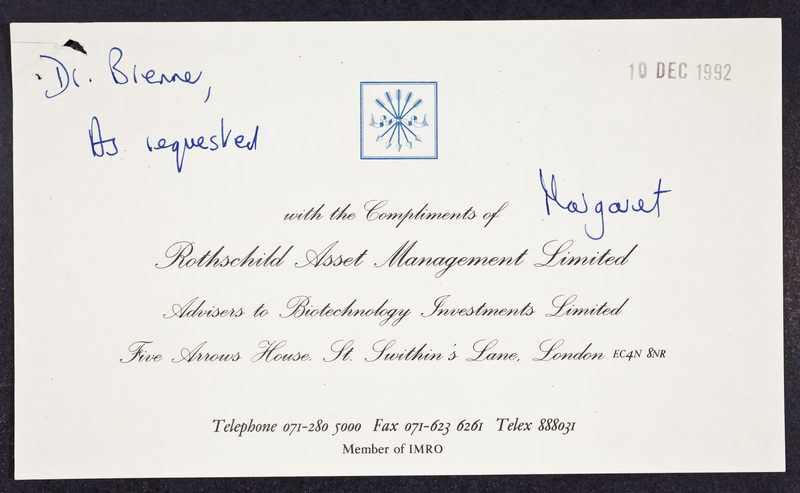 Dr. Brenner,
10 DEC 1992
As requested
Margaret
with the Compliments of
Rothschild Asset Management Limited
Advisers to Biotechnology Investments Limited
Five Arrows House. St. Swithin's Lane, London EC4N 8NR
Telephone 071-280 5000 Fax 071-623 6261 Telex 888031
Member of IMRO